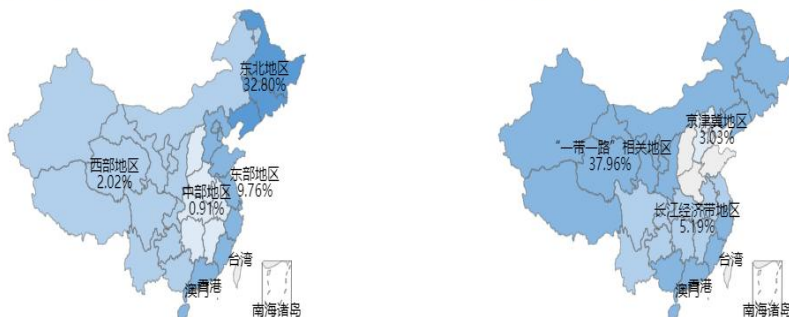 东北地区
32.80%
西部地区
2.02%
东部地区
9.76%
中部地区
0.91%
台湾
香港
澳门
南海诸岛
京津冀地区
3.03%
“一带一路”相关地区
37.96%
长江经济带地区
5.19%
台湾
香港
澳门
南海诸岛